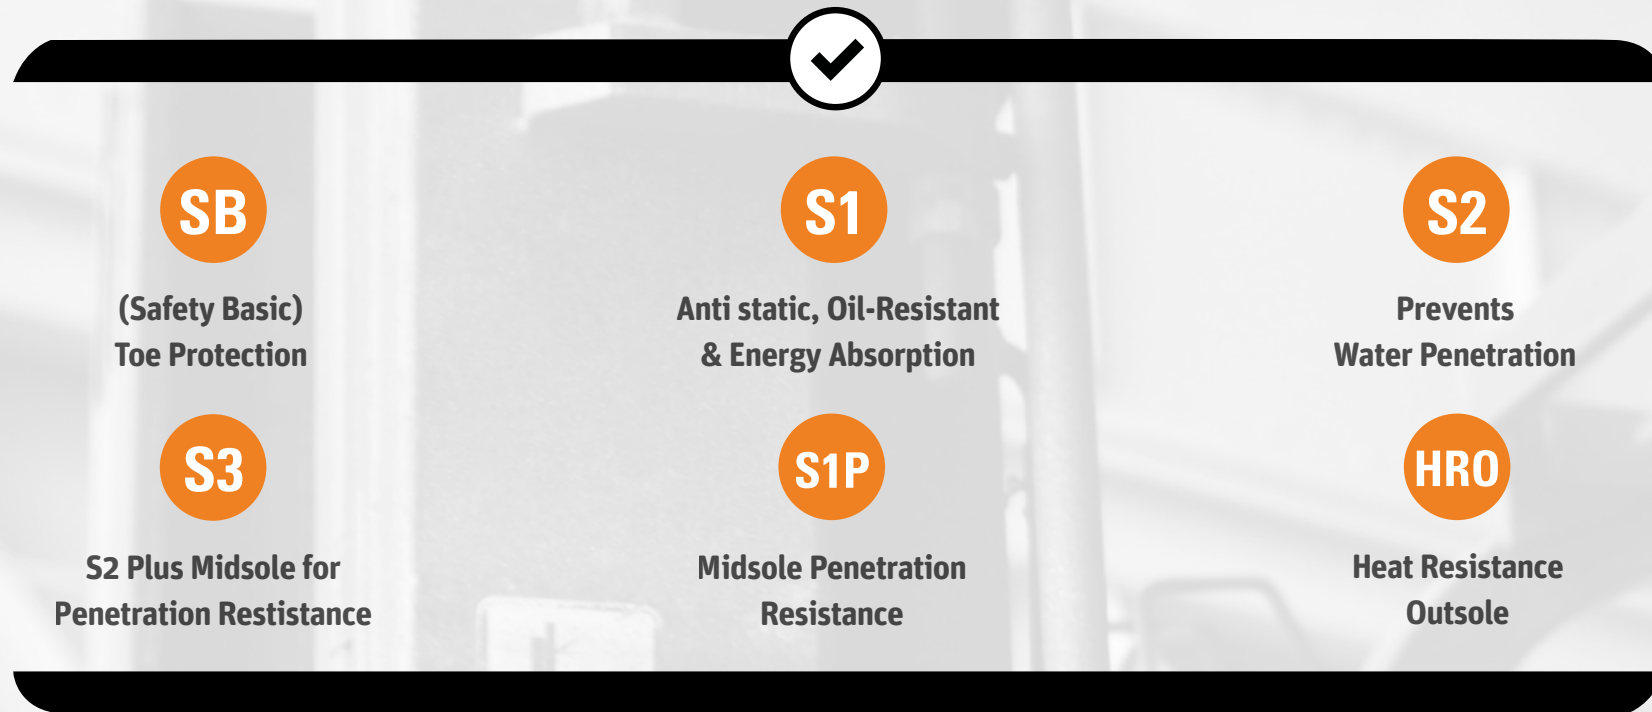 SB
(Safety Basic)
Toe Protection
S1
Anti static, Oil-Resistant
& Energy Absorption
S2
Prevents
Water Penetration
S3
S2 Plus Midsole for
Penetration Restistance
S1P
Midsole Penetration
Resistance
HRO
Heat Resistance
Outsole